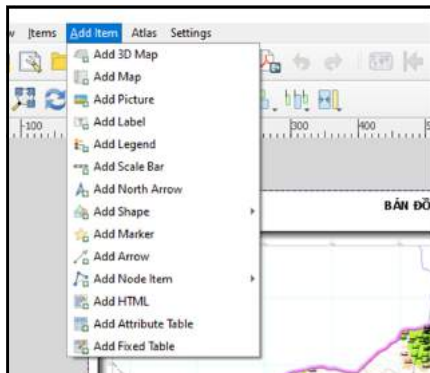 Items Add Item Atlas Settings
Add 3D Map
Add Map
Add Picture
Add Label
Add Legend
Add Scale Bar
Add North Arrow
Add Shape
Add Marker
Add Arrow
Add Node Item
Add HTML
Add Attribute Table
Add Fixed Table
-100 300 400
BẢN ĐỒ